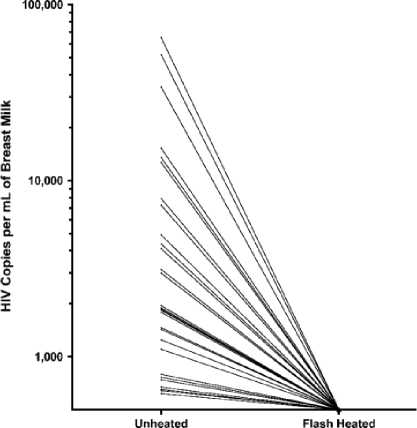 100,000
10,000
1,000
HIV Copies per mL of Breast Milk
Unheated
Flash Heated